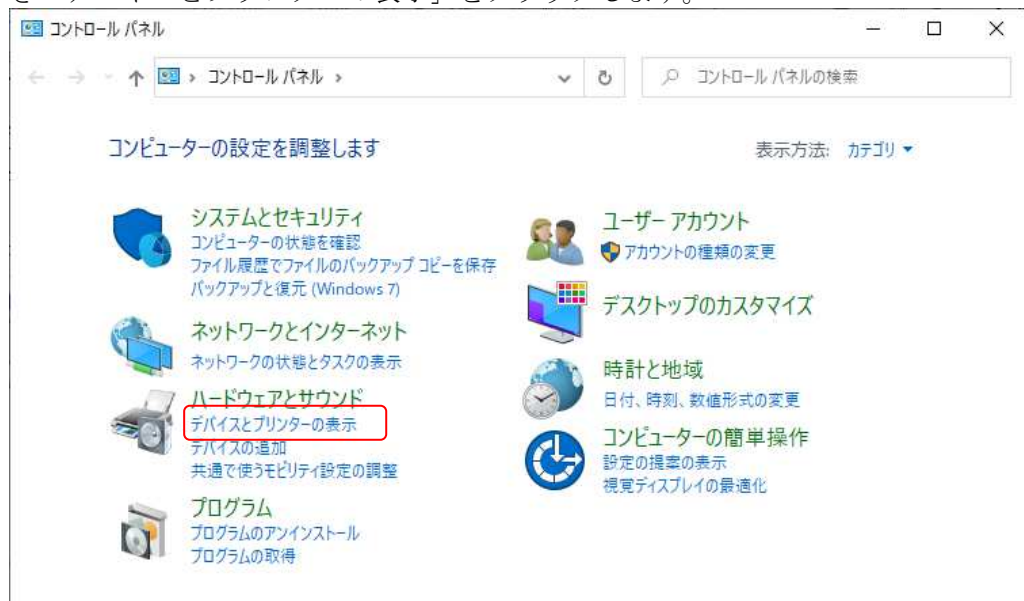 表示」をクリックします。
コントロール パネル
コントロール パネル
コントロール パネルの検索
コンピューターの設定を調整します
表示方法: カテゴリ
システムとセキュリティ
コンピューターの状態を確認
ファイル履歴でファイルのバックアップ コピーを保存
バックアップと復元 (Windows 7)
ネットワークとインターネット
ネットワークの状態とタスクの表示
ハードウェアとサウンド
デバイスとプリンターの表示
デバイスの追加
共通で使うモビリティ設定の調整
プログラム
プログラムのアンインストール
プログラムの取得
ユーザー アカウント
アカウントの種類の変更
デスクトップのカスタマイズ
時計と地域
日付、時刻、数値形式の変更
コンピューターの簡単操作
設定の提案の表示
視覚ディスプレイの最適化